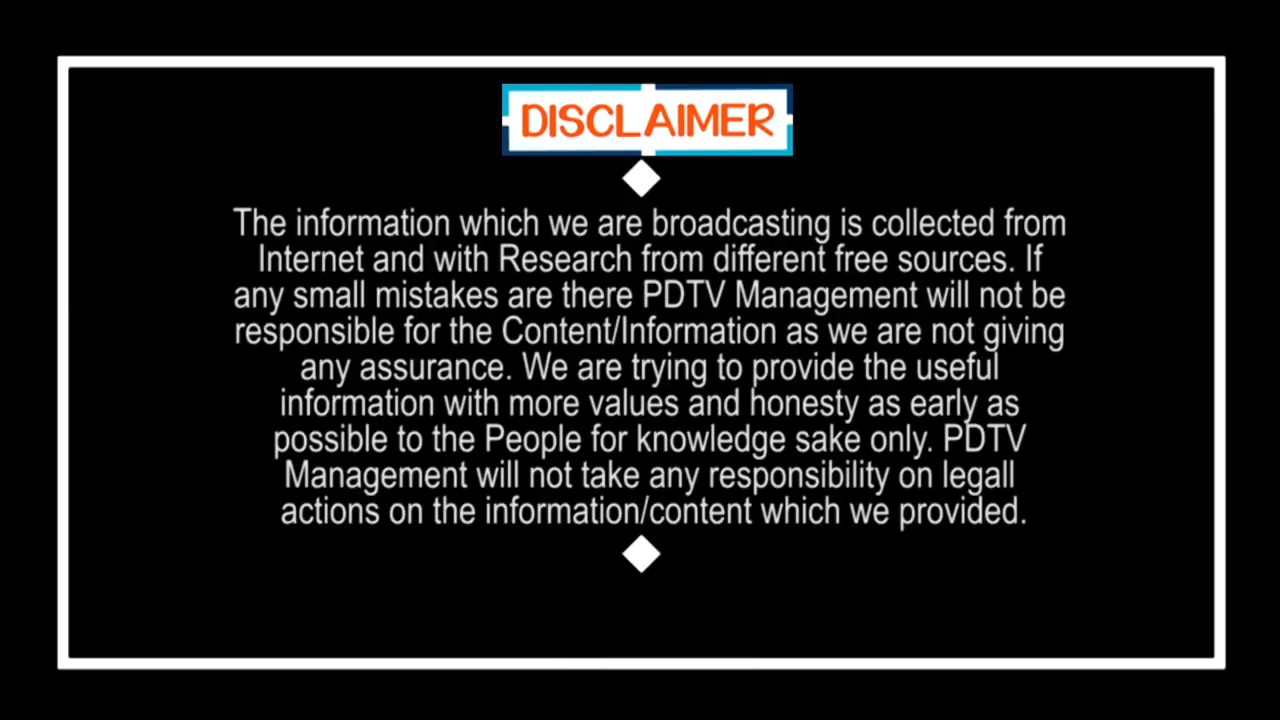 DISCLAIMER
The information which we are broadcasting is collected from
Internet and with Research from different free sources. If
any small mistakes are there PDTV Management will not be
responsible for the Content/Information as we are not giving
any assurance. We are trying to provide the useful
information with more values and honesty as early as
possible to the People for knowledge sake only. PDTV
Management will not take any responsibility on legall
actions on the information/content which we provided.